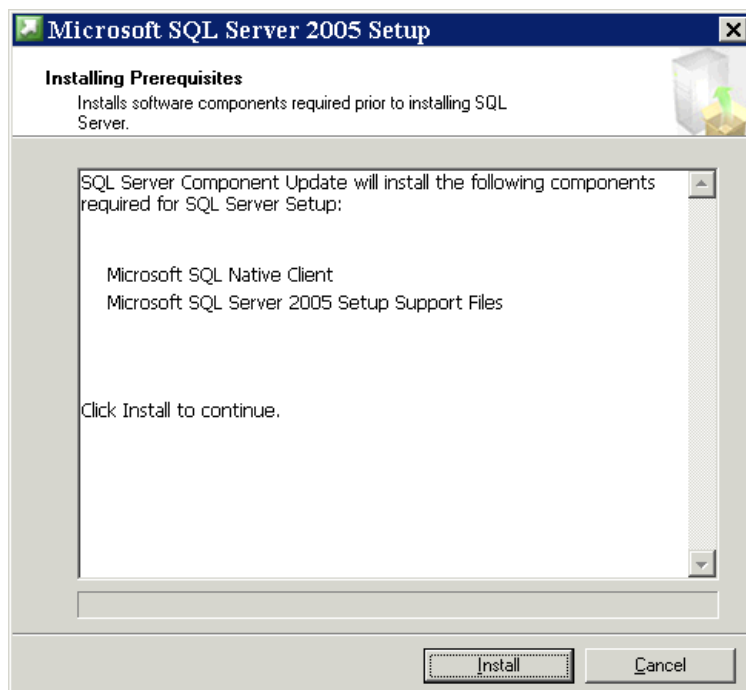 Microsoft SQL Server 2005 Setup
Installing Prerequisites
Installs software components required prior to installing SQL
Server.
SQL Server Component Update will install the following components
required for SQL Server Setup:
Microsoft SQL Native Client
Microsoft SQL Server 2005 Setup Support Files
Click Install to continue.
Install
Cancel